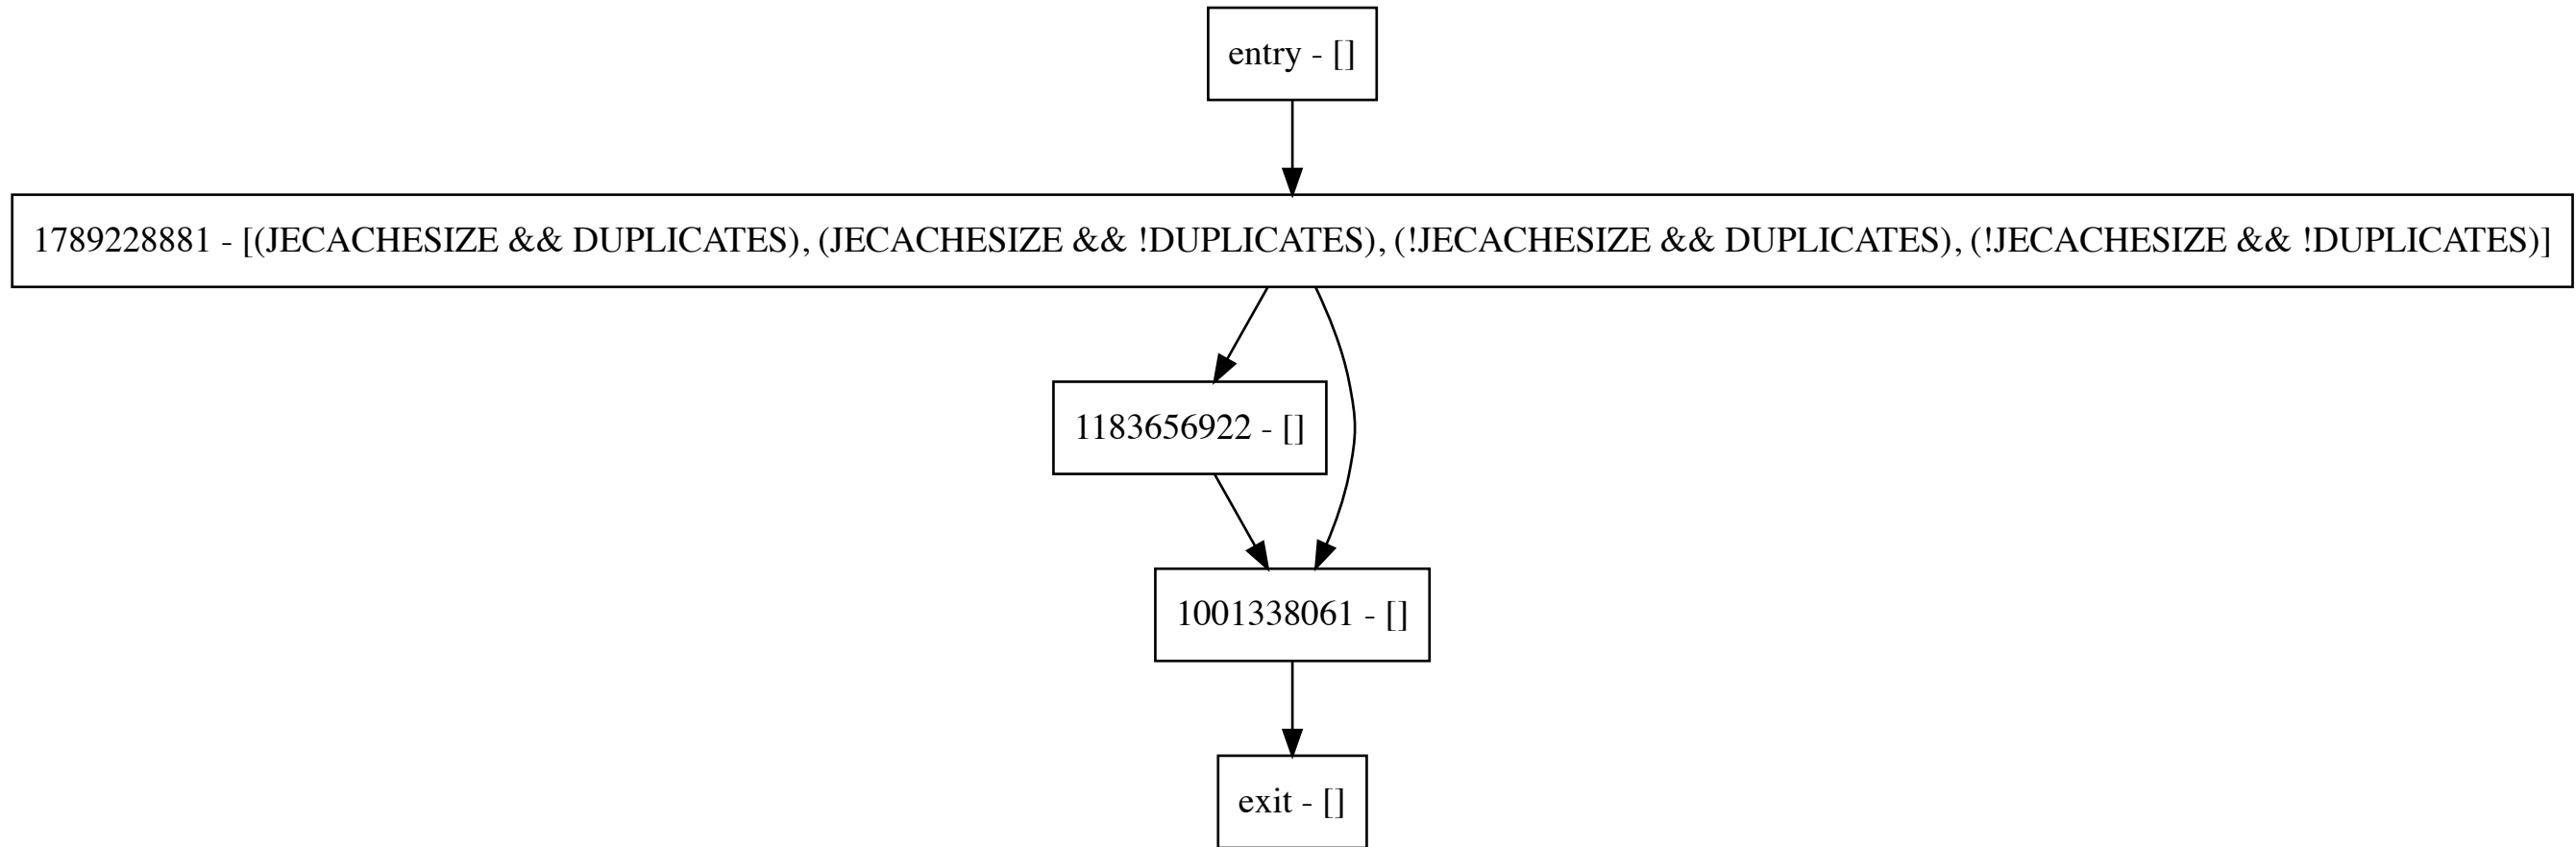 entry - []
1789228881 - [(JECACHESIZE && DUPLICATES), (JECACHESIZE && !DUPLICATES), (!JECACHESIZE && DUPLICATES), (!JECACHESIZE && !DUPLICATES)]
1183656922 - []
1001338061 - []
exit - []